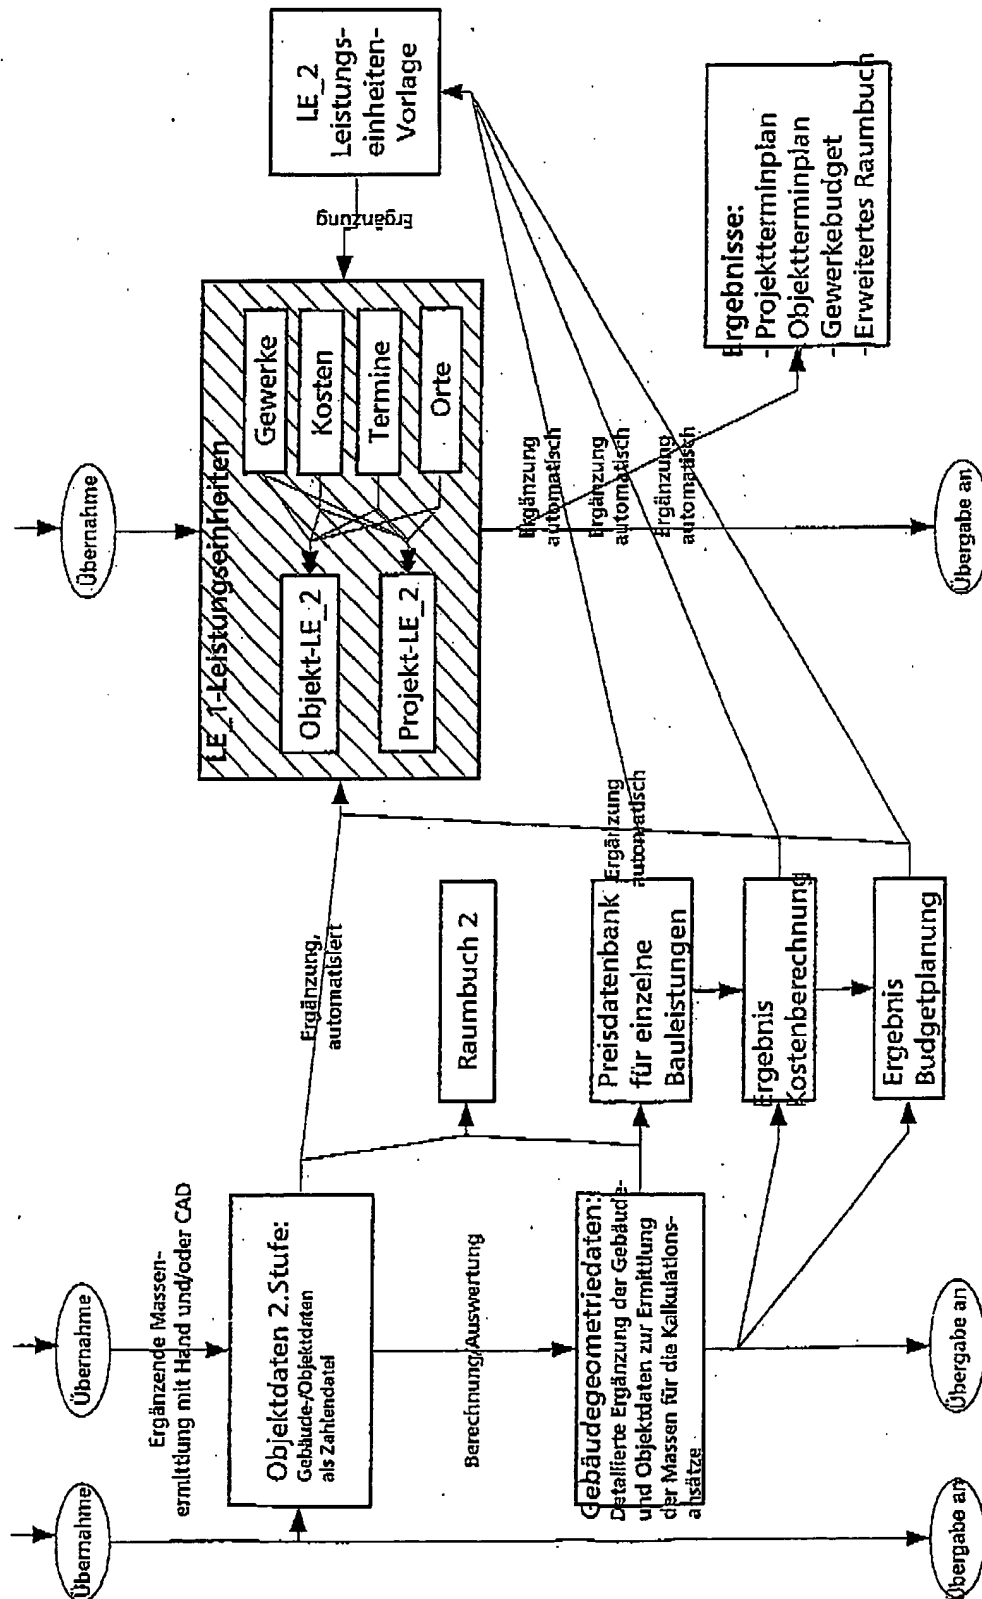 Übernahme
Übernahme
Übernahme
Ergänzende Massen-
ermittlung mit Hand und/oder CAD
Objektdaten 2.Stufe:
Gebäude-/Objektdaten
als Zahlendatei
Berechnung/Auswertung
Gebäudegeometriedaten:
Detaillierte Ergänzung der Gebäude-
und Objektdaten zur Ermittlung
der Massen für die Kalkulations-
ansätze
Übergabe an
Übergabe an
Übergabe an
Ergänzung,
automatisiert
Raumbuch 2
Preisdatenbank
für einzelne
Bauleistungen
Ergänzung
automatisch
Ergebnis
Kostenberechnung
Ergebnis
Budgetplanung
LE_1-Leistungseinheiten
Objekt-LE_2
Projekt-LE_2
Gewerke
Kosten
Termine
Orte
Ergänzung
LE_2
Leistungs-
einheiten-
Vorlage
Ergänzung
automatisch
Ergänzung
automatisch
Ergänzung
automatisch
Ergebnisse:
-Projektterminplan
-Objektterminplan
-Gewerkebudget
-Erweitertes Raumbuch